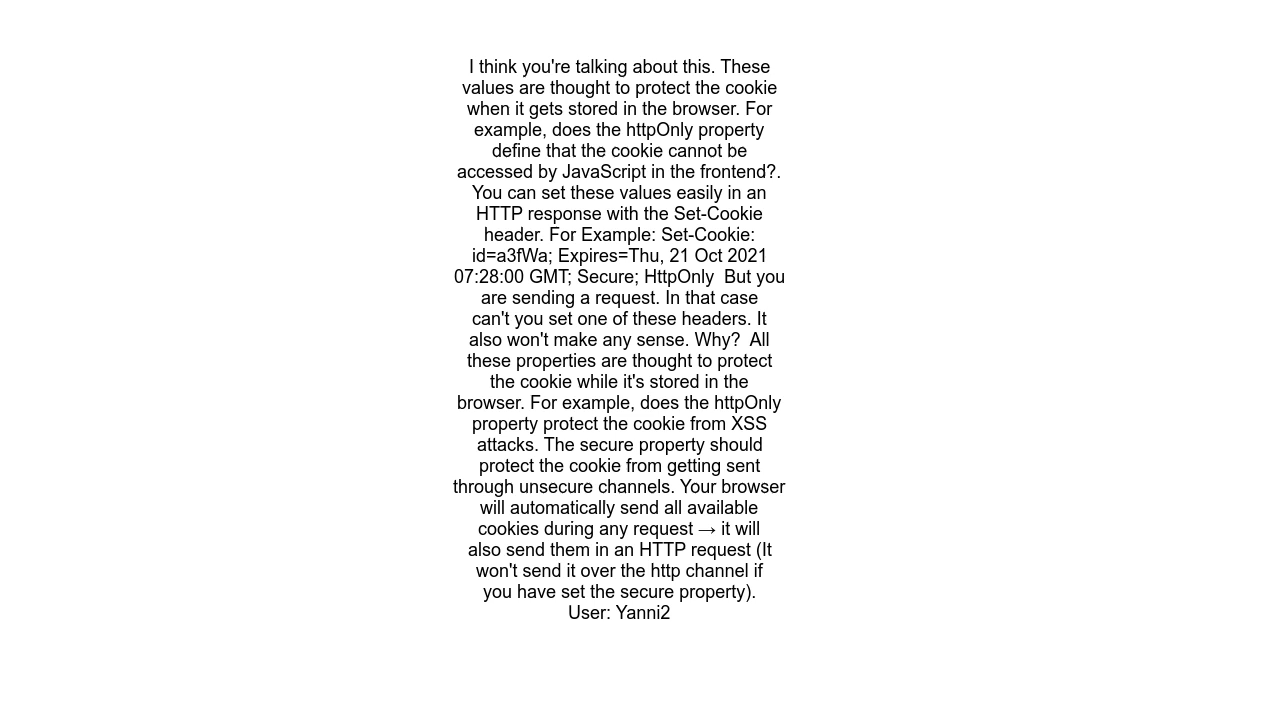 I think you're talking about this. These
values are thought to protect the cookie
when it gets stored in the browser. For
example, does the httpOnly property
define that the cookie cannot be
accessed by JavaScript in the frontend?.
You can set these values easily in an
HTTP response with the Set-Cookie
header. For Example: Set-Cookie:
id=a3fWa; Expires=Thu, 21 Oct 2021
07:28:00 GMT; Secure; HttpOnly  But you
are sending a request. In that case
can't you set one of these headers. It
also won't make any sense. Why?  All
these properties are thought to protect
the cookie while it's stored in the
browser. For example, does the httpOnly
property protect the cookie from XSS
attacks. The secure property should
protect the cookie from getting sent
through unsecure channels. Your browser
will automatically send all available
cookies during any request → it will
also send them in an HTTP request (It
won't send it over the http channel if
you have set the secure property).
User: Yanni2